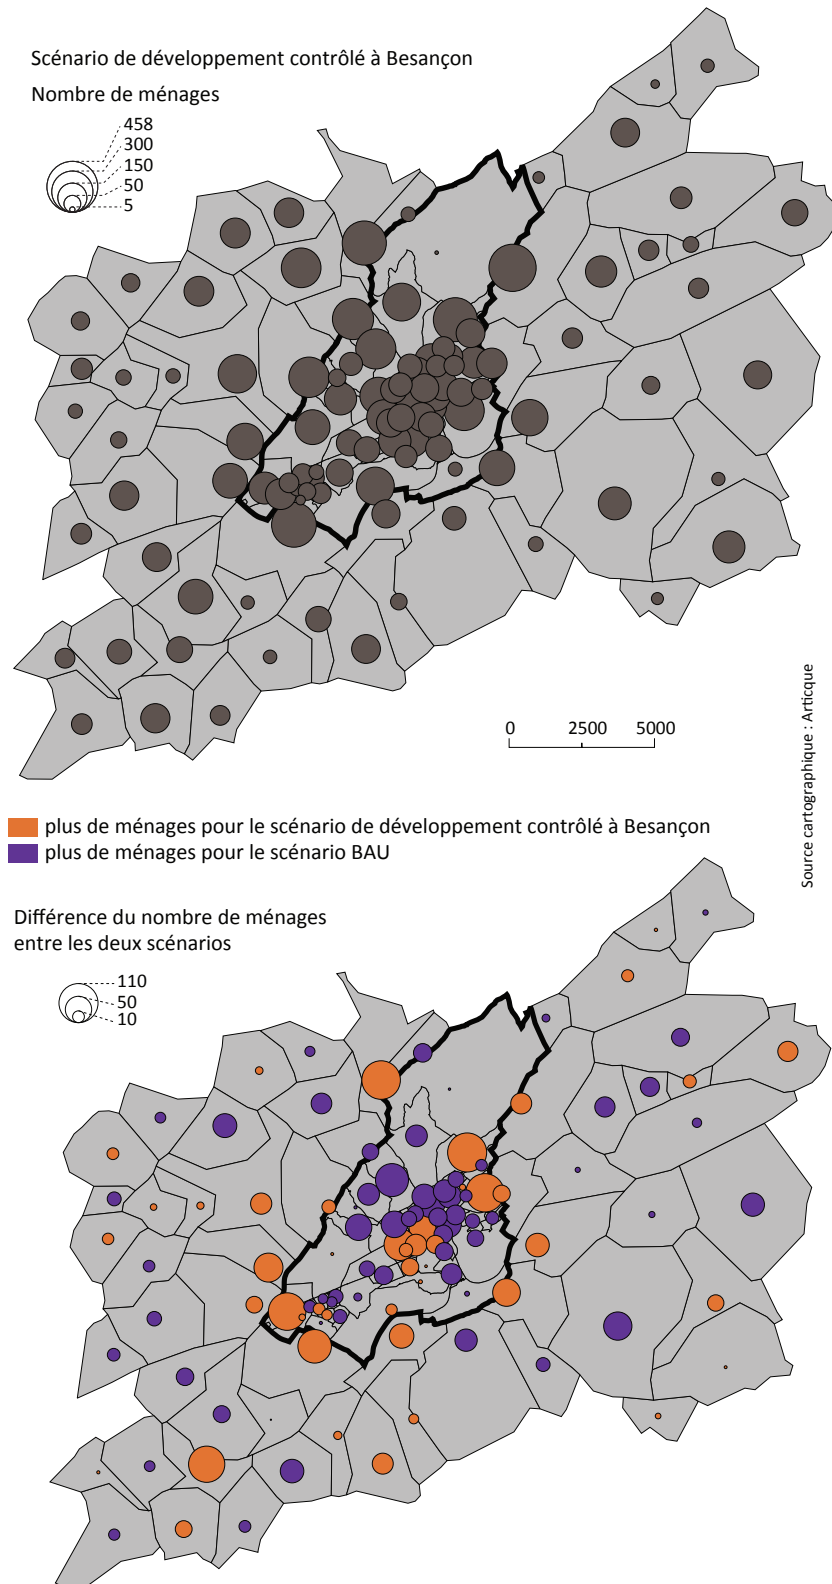 Scénario de développement contrôlé à Besançon
Nombre de ménages
458
300
150
50
5
0 2500 5000
Source cartographique : Articque
plus de ménages pour le scénario de développement contrôlé à Besançon
plus de ménages pour le scénario BAU
Différence du nombre de ménages
entre les deux scénarios
110
50
10